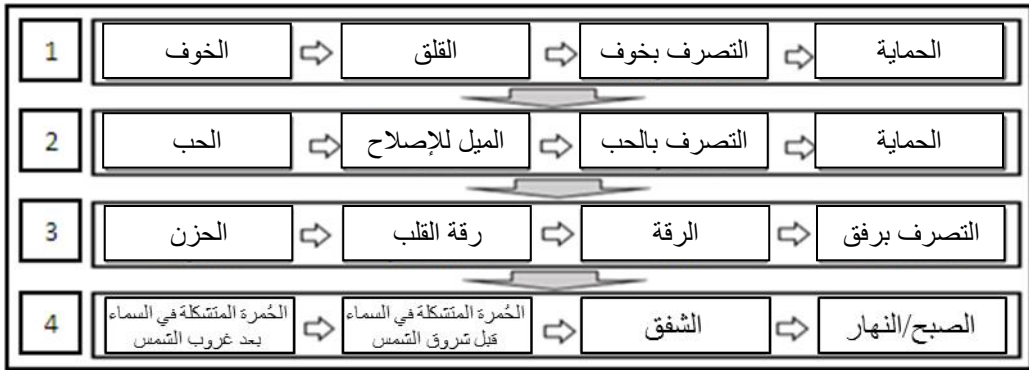 1
الخوف
القلق
التصرف بخوف
الحماية
2
الحب
الميل للإصلاح
التصرف بالحب
الحماية
3
الحزن
رقة القلب
الرقة
التصرف برفق
4
الحُمرة المتشكلة في السماء
بعد غروب الشمس
الحُمرة المتشكلة في السماء
قبل شروق الشمس
الشفق
الصبح/النهار